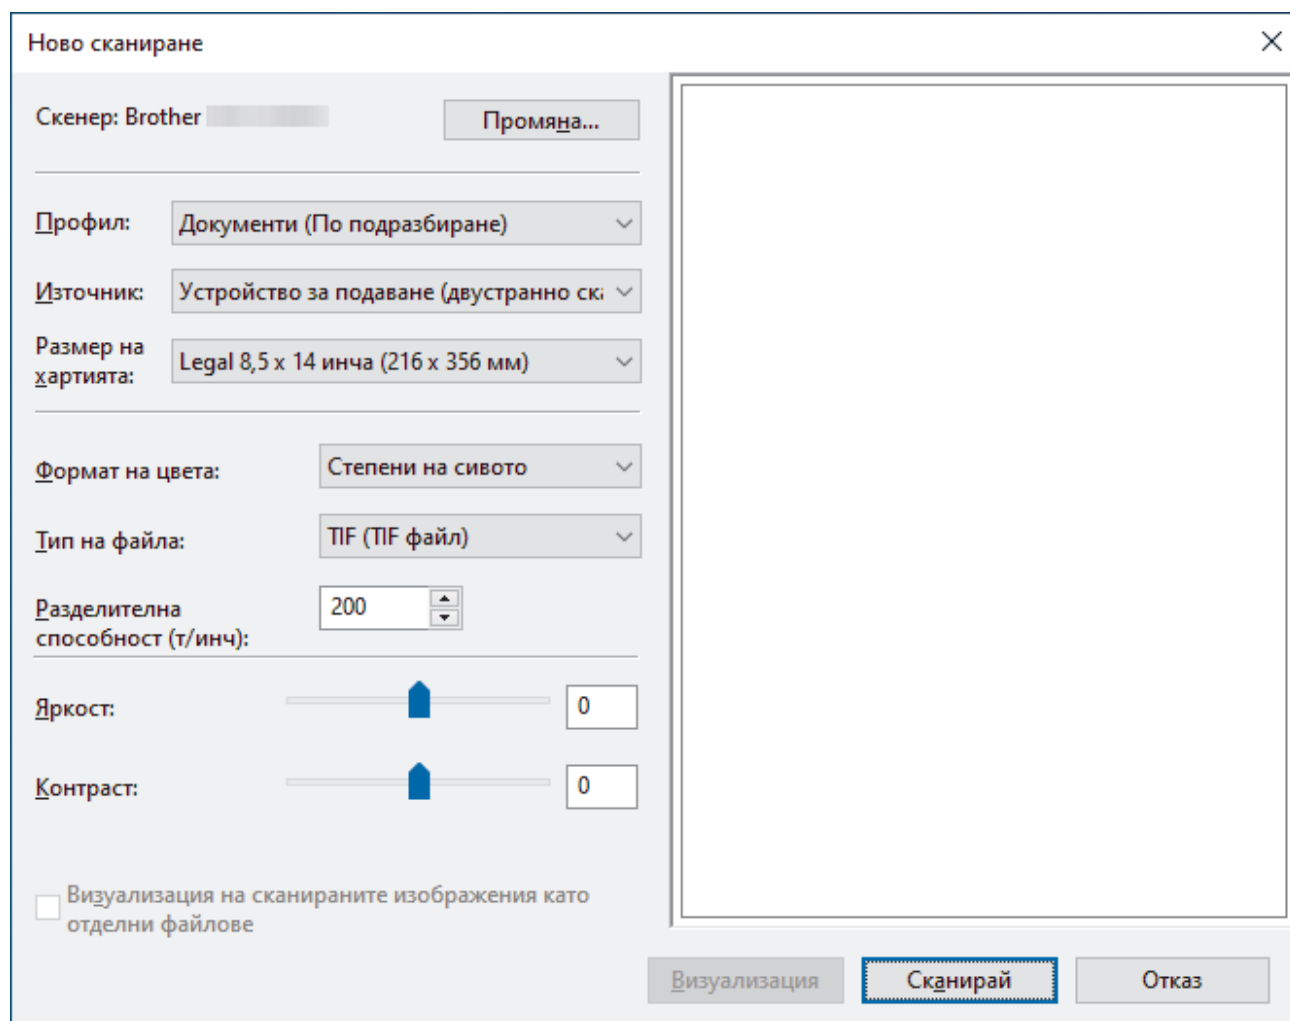 Ново сканиране
Скенер: Brother
Промяна...
Профил:
Документи (По подразбиране)
Източник:
Устройство за подаване (двустранно ска
Размер на
хартията:
Legal 8,5 x 14 инча (216 x 356 мм)
Формат на цвета:
Степени на сивото
Тип на файла:
TIF (TIF файл)
Разделителна
способност (т/инч):
200
Яркост:
0
Контраст:
0
Визуализация на сканираните изображения като
отделни файлове
Визуализация
Сканирай
Отказ